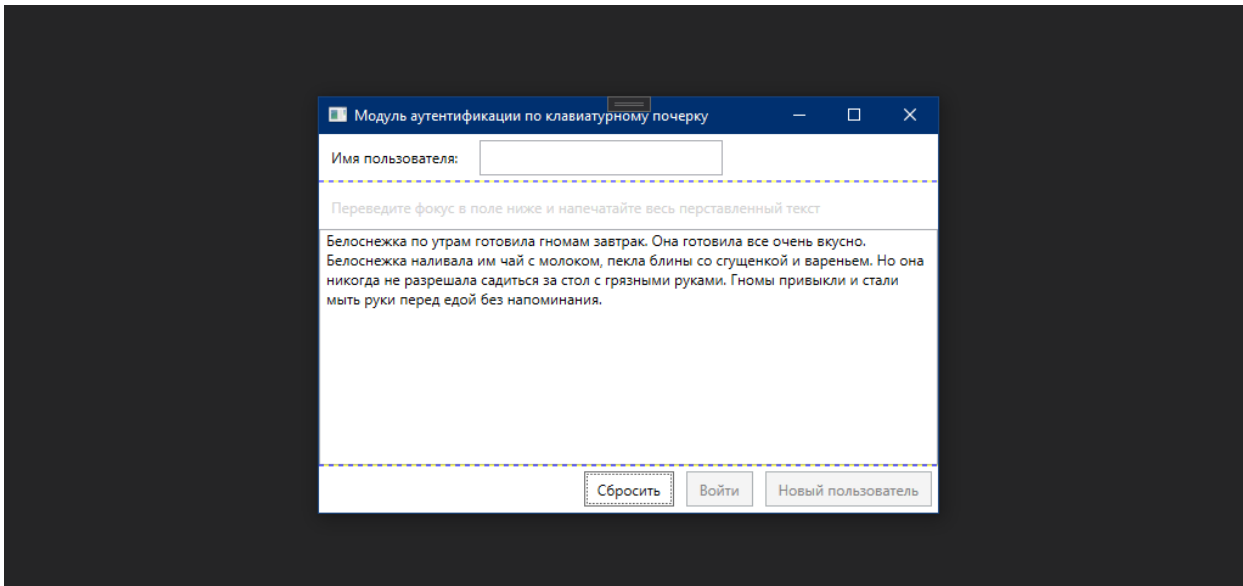 Модуль аутентификации по клавиатурному почерку
Имя пользователя:
Переведите фокус в поле ниже и напечатайте весь перставленный текст
Белоснежка по утрам готовила гномам завтрак. Она готовила все очень вкусно.
Белоснежка наливала им чай с молоком, пекла блины со сгущенкой и вареньем. Но она
никогда не разрешала садиться за стол с грязными руками. Гномы привыкли и стали
мыть руки перед едой без напоминания.
Сбросить Войти Новый пользователь